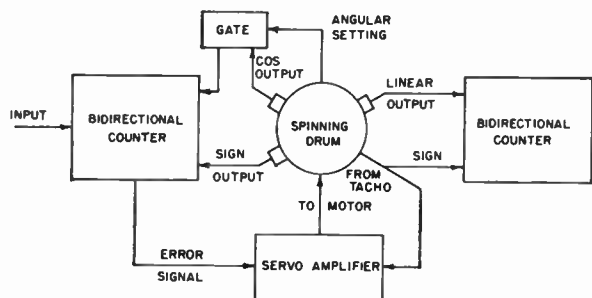 GATE
ANGULAR
SETTING
COS
OUTPUT
LINEAR
OUTPUT
INPUT
BIDIRECTIONAL
COUNTER
SPINNING
DRUM
BIDIRECTIONAL
COUNTER
SIGN
OUTPUT
FROM
TACHO
SIGN
TO MOTOR
ERROR
SIGNAL
SERVO AMPLIFIER